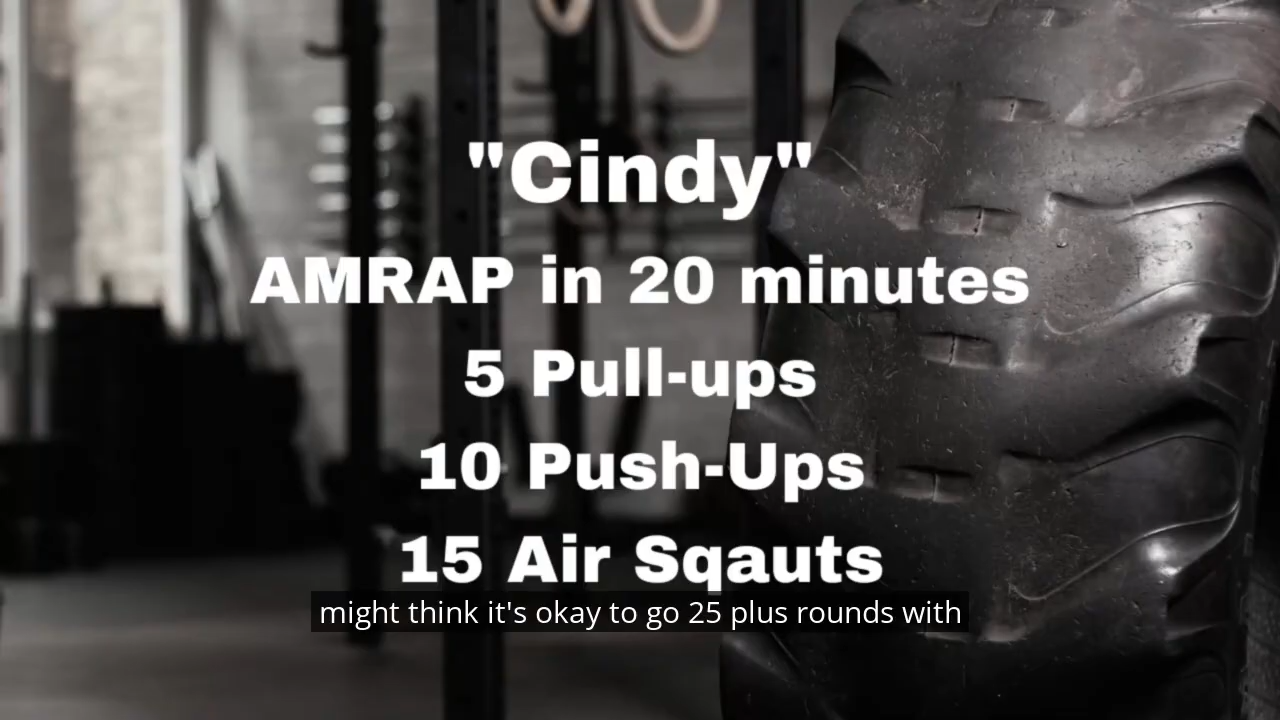 "Cindy"
AMRAP in 20 minutes
5 Pull-ups
10 Push-Ups
15 Air Sqauts
might think it's okay to go 25 plus rounds with